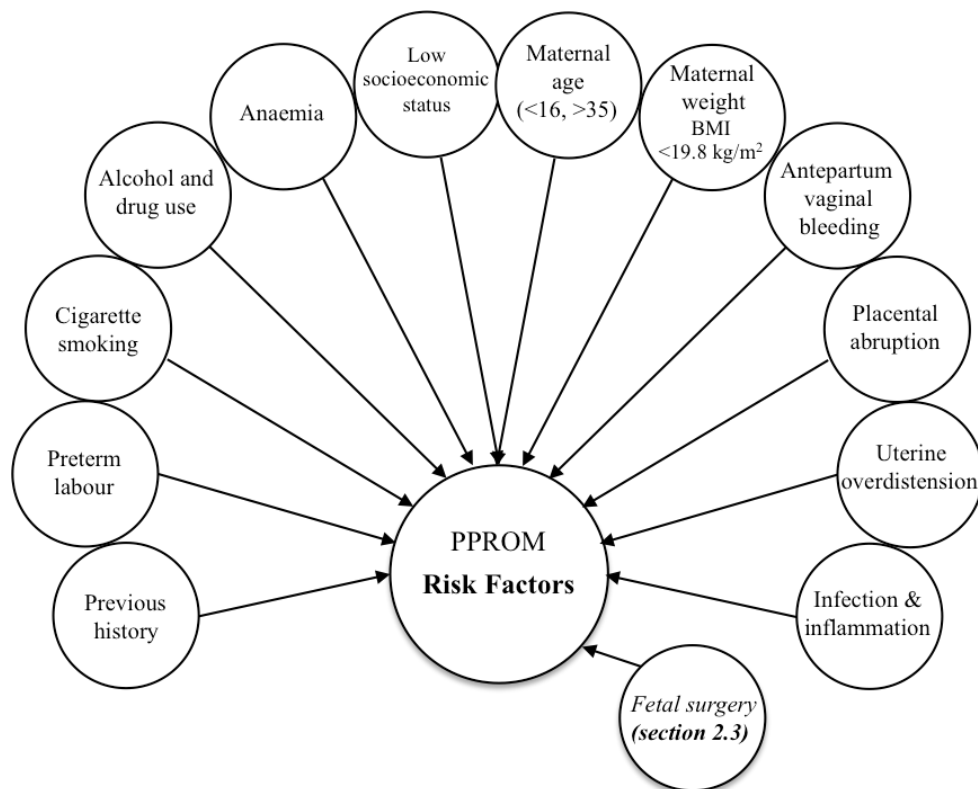 Low
socioeconomic
status
Maternal
age
(<16, >35)
Maternal
weight
BMI
<19.8 kg/m²
Anaemia
Antepartum
vaginal
bleeding
Alcohol and
drug use
Cigarette
smoking
Placental
abruption
Preterm
labour
Uterine
overdistension
PPROM
Risk Factors
Previous
history
Infection &
inflammation
Fetal surgery
(section 2.3)